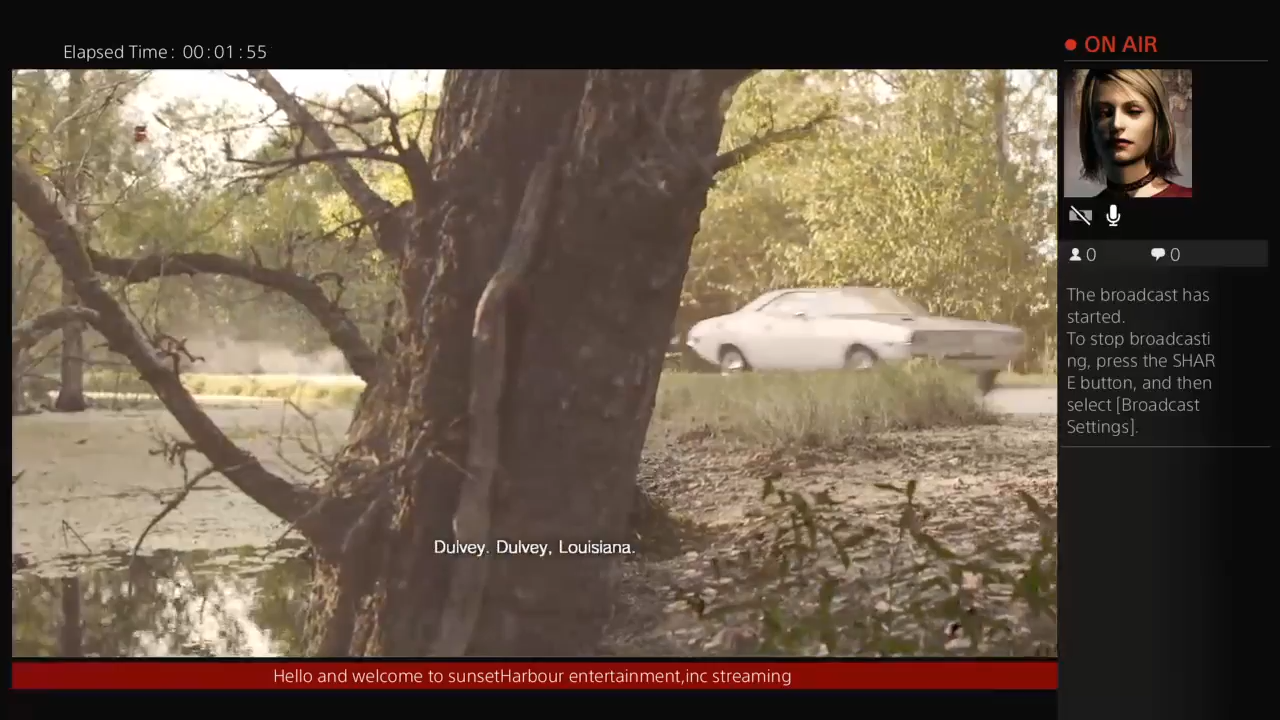 Elapsed Time: 00:01:55
ON AIR
0 0
The broadcast has
started.
To stop broadcasti
ng, press the SHAR
E button, and then
select [Broadcast
Settings].
Dulvey. Dulvey, Louisiana.
Hello and welcome to sunsetHarbour entertainment,inc streaming